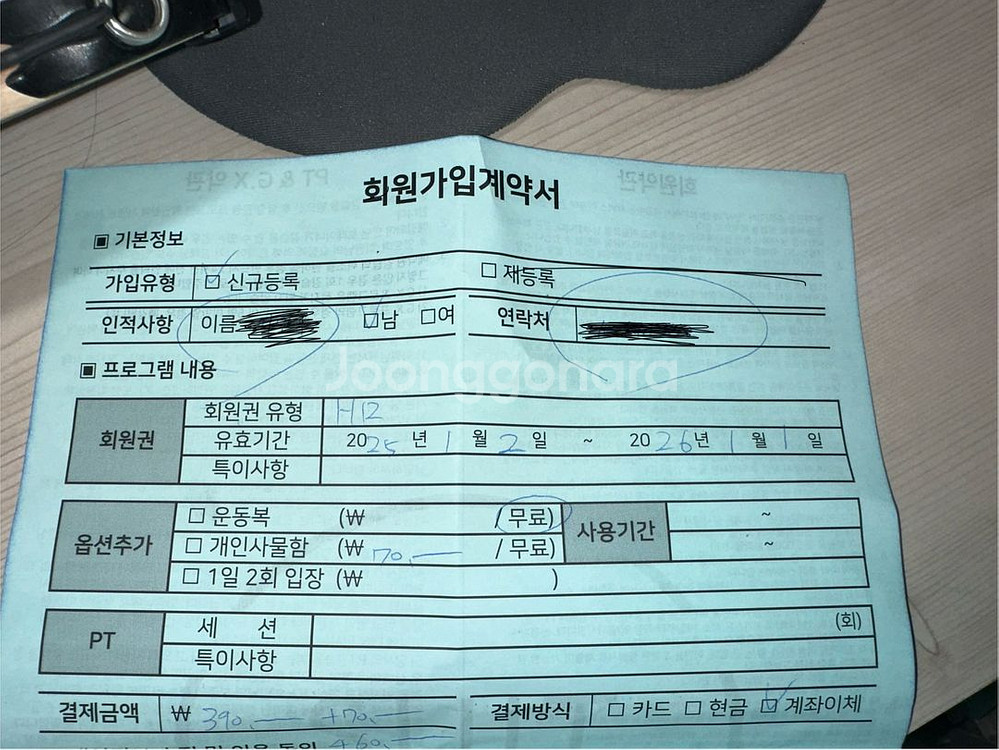 회원가입계약서
▣ 기본정보
가입유형 ☑ 신규등록 ☐ 재등록
인적사항 이름 ☑남 ☐여 연락처
Joonggonara
▣ 프로그램 내용
회원권 회원권 유형 H12
유효기간 2025 년 1 월 2 일 ~ 2026년 1 월 1 일
특이사항
옵션추가 ☐ 운동복 (₩ / 무료) 사용기간 ~
☐ 개인사물함 (₩ 70,— / 무료) ~
☐ 1일 2회 입장 (₩ )
PT 세 션 (회)
특이사항
결제금액 ₩ 390,— +70,— 결제방식 ☐ 카드 ☐ 현금 ☑ 계좌이체
460,—